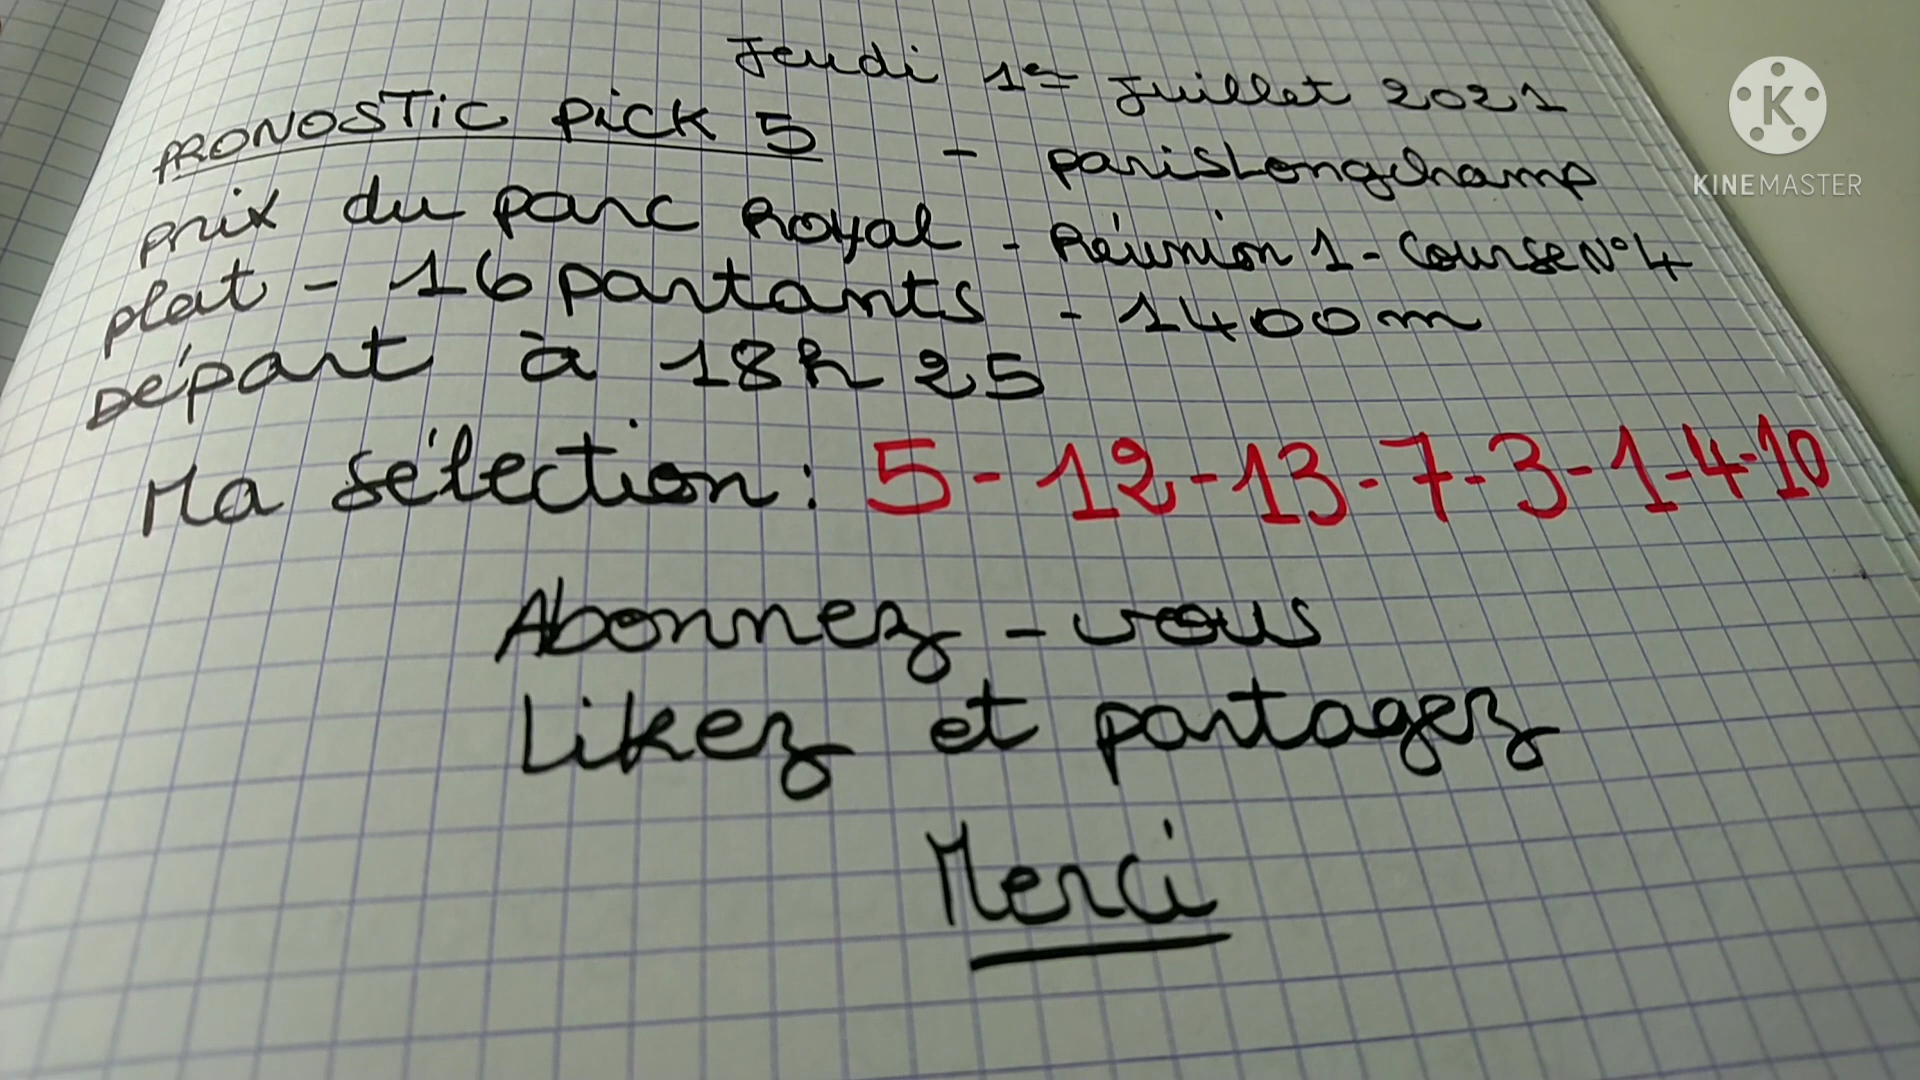 Jeudi 1er Juillet 2021
PRONOSTIC PICK 5 - ParisLongchamp
prix du parc Royal - Réunion 1 - Course N°4
plat - 16 partants - 1400m
Départ à 18h25
Ma sélection : 5-12-13-7-3-1-4-10
Abonnez-vous
Likez et partagez
Merci
K
KINEMASTER